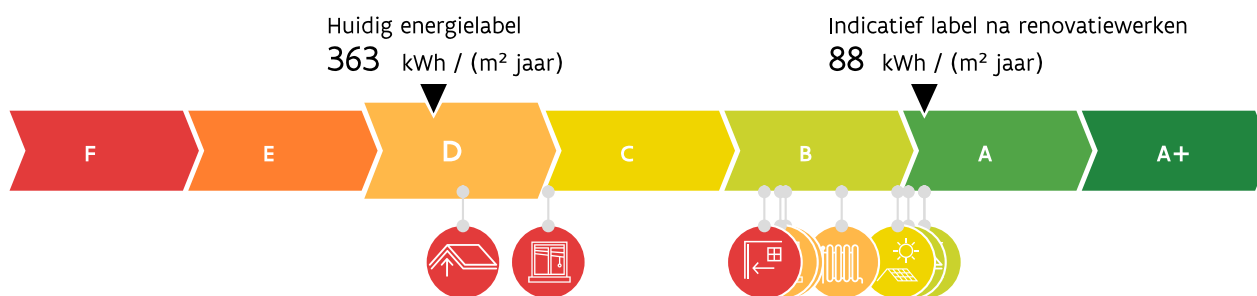 Huidig energielabel
363 kWh / (m² jaar)
Indicatief label na renovatiewerken
88 kWh / (m² jaar)
F E D C B A A+